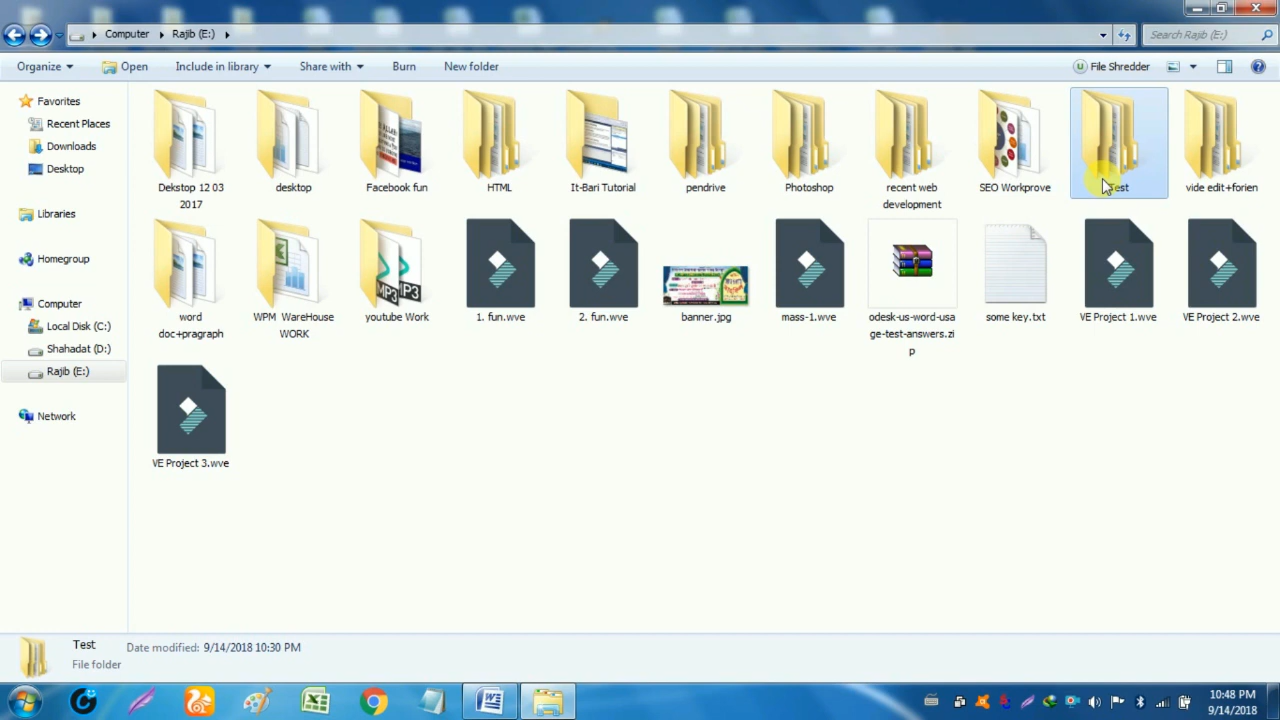 Computer
Rajib (E:)
Search Rajib (E:)
Organize
Open
Include in library
Share with
Burn
New folder
File Shredder
Favorites
Recent Places
Downloads
Desktop
Libraries
Homegroup
Computer
Local Disk (C:)
Shahadat (D:)
Rajib (E:)
Network
Dekstop 12 03
2017
desktop
Facebook fun
HTML
It-Bari Tutorial
pendrive
Photoshop
recent web
development
SEO Workprove
Test
vide edit+forien
word
doc+pragraph
WPM WareHouse
WORK
youtube Work
1. fun.wve
2. fun.wve
banner.jpg
mass-1.wve
odesk-us-word-usa
ge-test-answers.zi
p
some key.txt
VE Project 1.wve
VE Project 2.wve
VE Project 3.wve
Test
Date modified: 9/14/2018 10:30 PM
File folder
10:48 PM
9/14/2018